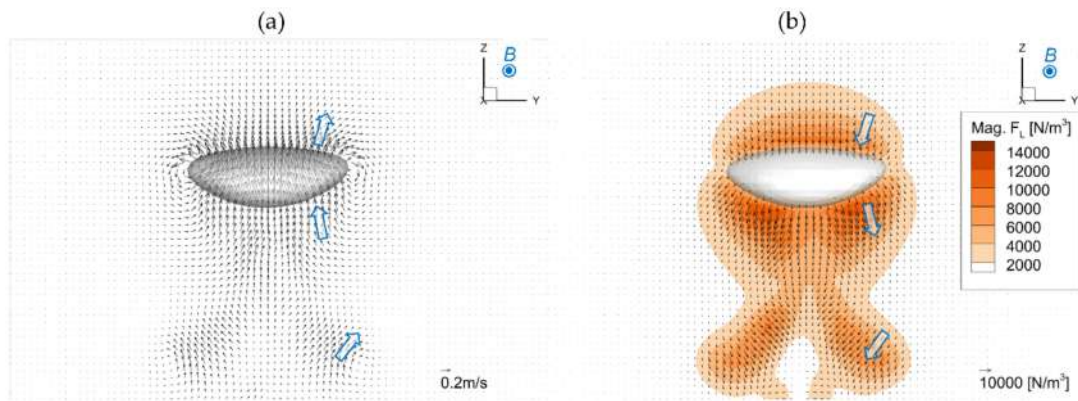 (a)
(b)
Z
B
X
Y
Z
B
X
Y
Mag. F_L [N/m³]
14000
12000
10000
8000
6000
4000
2000
0.2m/s
10000 [N/m³]